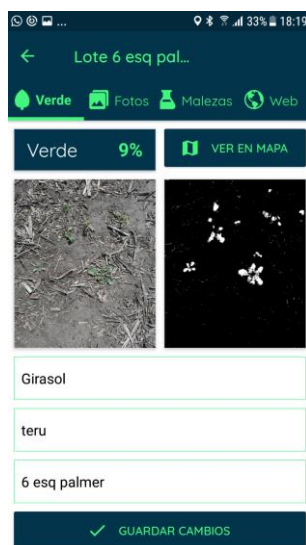 ... 33% 18:19
Lote 6 esq pal...
Verde Fotos Malezas Web
Verde 9% VER EN MAPA
Girasol
teru
6 esq palmer
GUARDAR CAMBIOS